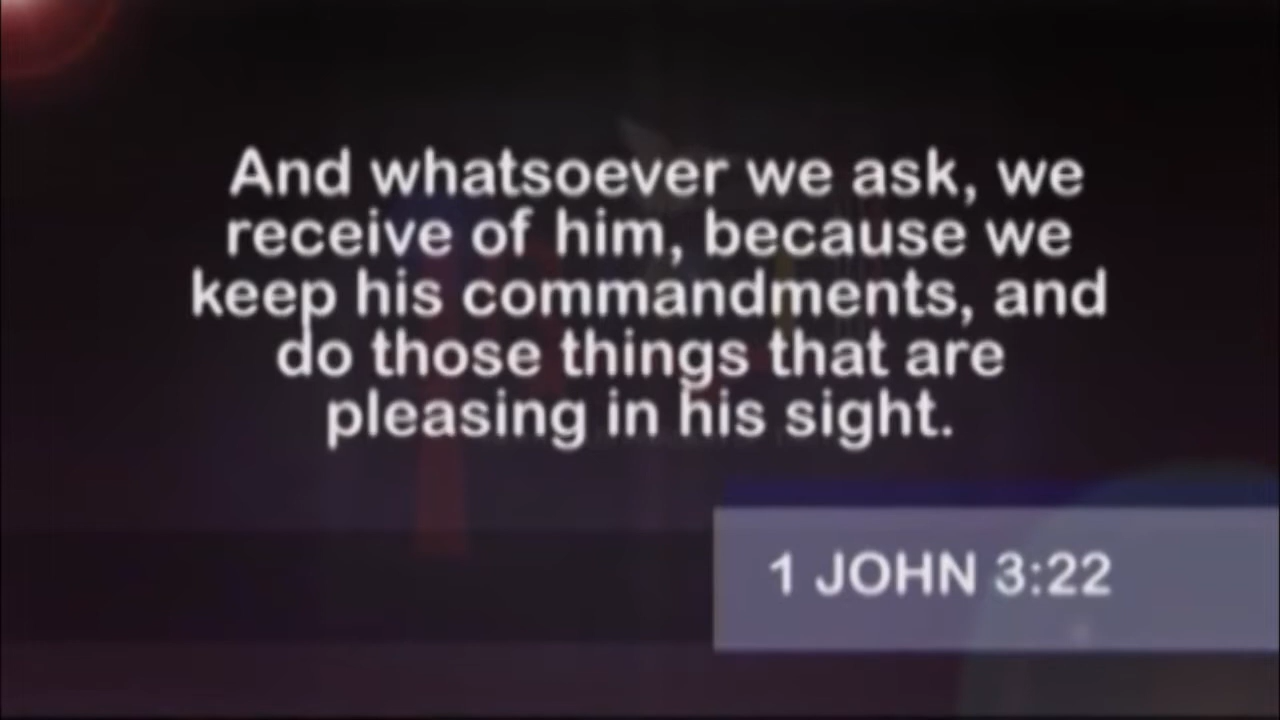 And whatsoever we ask, we
receive of him, because we
keep his commandments, and
do those things that are
pleasing in his sight.
1 JOHN 3:22